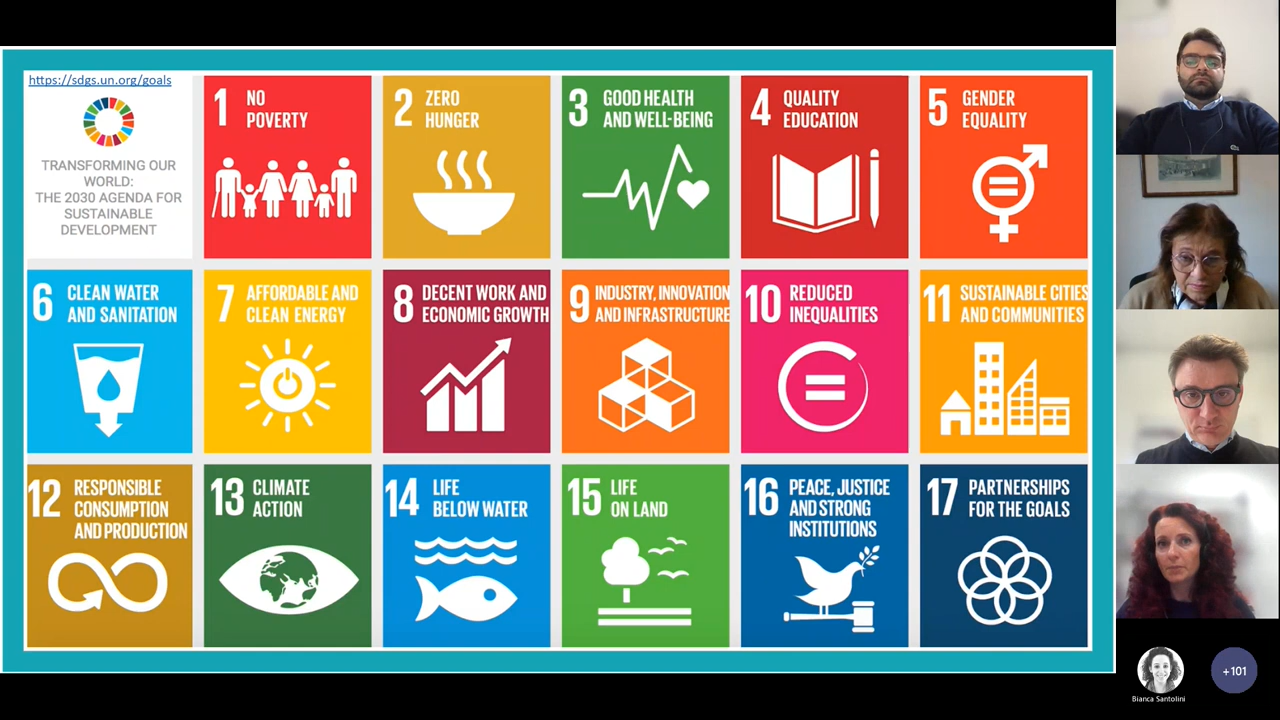 https://sdgs.un.org/goals
TRANSFORMING OUR
WORLD:
THE 2030 AGENDA FOR
SUSTAINABLE
DEVELOPMENT
1 NO
POVERTY
2 ZERO
HUNGER
3 GOOD HEALTH
AND WELL-BEING
4 QUALITY
EDUCATION
5 GENDER
EQUALITY
6 CLEAN WATER
AND SANITATION
7 AFFORDABLE AND
CLEAN ENERGY
8 DECENT WORK AND
ECONOMIC GROWTH
9 INDUSTRY, INNOVATION
AND INFRASTRUCTURE
10 REDUCED
INEQUALITIES
11 SUSTAINABLE CITIES
AND COMMUNITIES
12 RESPONSIBLE
CONSUMPTION
AND PRODUCTION
13 CLIMATE
ACTION
14 LIFE
BELOW WATER
15 LIFE
ON LAND
16 PEACE, JUSTICE
AND STRONG
INSTITUTIONS
17 PARTNERSHIPS
FOR THE GOALS
Bianca Santolini
+101